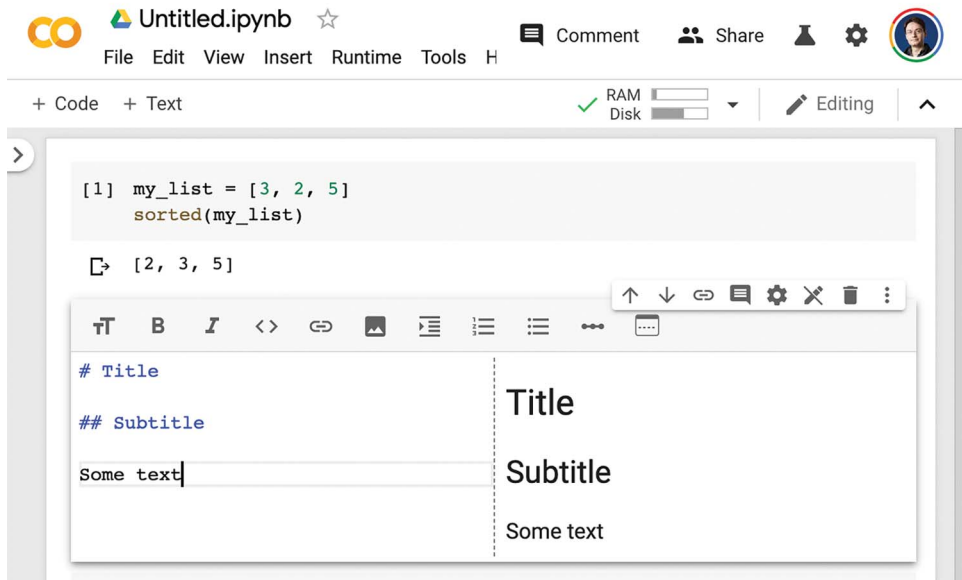 Untitled.ipynb
Comment
Share
File Edit View Insert Runtime Tools H
+ Code + Text
RAM
Disk
Editing
[1] my_list = [3, 2, 5]
sorted(my_list)
[2, 3, 5]
# Title
## Subtitle
Some text
Title
Subtitle
Some text